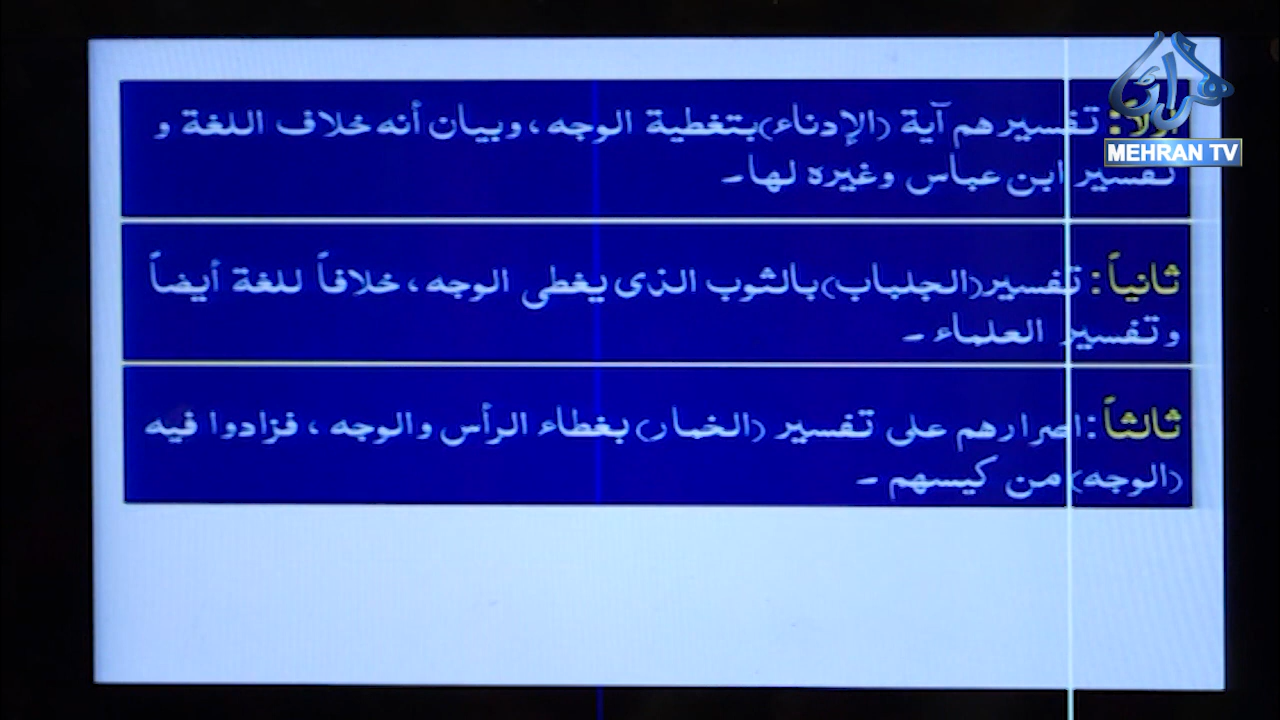 أولاً: تفسيرهم آية (الإدناء) بتغطية الوجه، وبيان أنه خلاف اللغة و
تفسير ابن عباس وغيره لها۔
ثانياً: تفسير (الجلباب) بالثوب الذى يغطى الوجه، خلافاً للغة أيضاً
وتفسير العلماء ۔
ثالثاً: اصرارهم على تفسير (الخمار) بغطاء الرأس والوجه، فزادوا فيه
(الوجه) من كيسهم ۔
مهران
MEHRAN TV